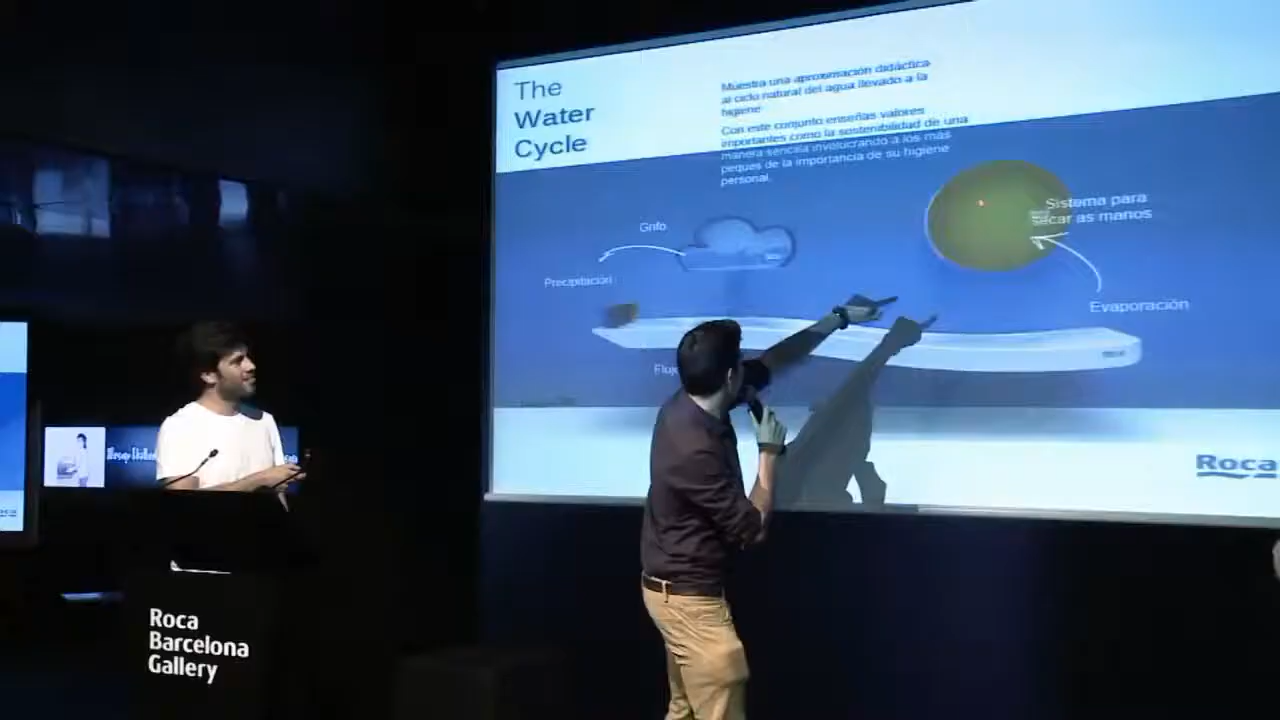 The
Water
Cycle
Muestra una aproximación didáctica
al ciclo natural del agua llevado a la
higiene
Con este conjunto enseñas valores
importantes como la sostenibilidad de una
manera sencilla involucrando a los más
peques de la importancia de su higiene
personal.
Grifo
Precipitación
Sistema para
secar as manos
Evaporación
Roca
Roca
Barcelona
Gallery